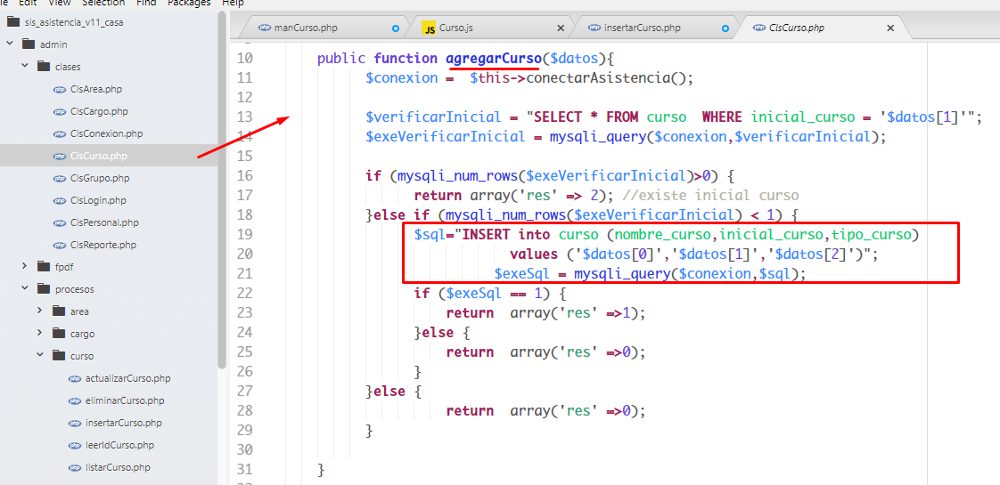 Edit View Selection Find Packages Help
sis_asistencia_v11_casa
admin
clases
ClsArea.php
ClsCargo.php
ClsConexion.php
ClsCurso.php
ClsGrupo.php
ClsLogin.php
ClsPersonal.php
ClsReporte.php
fpdf
procesos
area
cargo
curso
actualizarCurso.php
eliminarCurso.php
insertarCurso.php
leerIdCurso.php
listarCurso.php
manCurso.php
JS Curso.js
insertarCurso.php
ClsCurso.php
10 public function agregarCurso($datos){
11 $conexion =  $this->conectarAsistencia();
12
13 $verificarInicial = "SELECT * FROM curso  WHERE inicial_curso = '$datos[1]'";
14 $exeVerificarInicial = mysqli_query($conexion,$verificarInicial);
15
16 if (mysqli_num_rows($exeVerificarInicial)>0) {
17 return array('res' => 2); //existe inicial curso
18 }else if (mysqli_num_rows($exeVerificarInicial) < 1) {
19 $sql="INSERT into curso (nombre_curso,inicial_curso,tipo_curso)
20 values ('$datos[0]','$datos[1]','$datos[2]')";
21 $exeSql = mysqli_query($conexion,$sql);
22 if ($exeSql == 1) {
23 return  array('res' =>1);
24 }else {
25 return  array('res' =>0);
26 }
27 }else {
28 return  array('res' =>0);
29 }
30
31 }